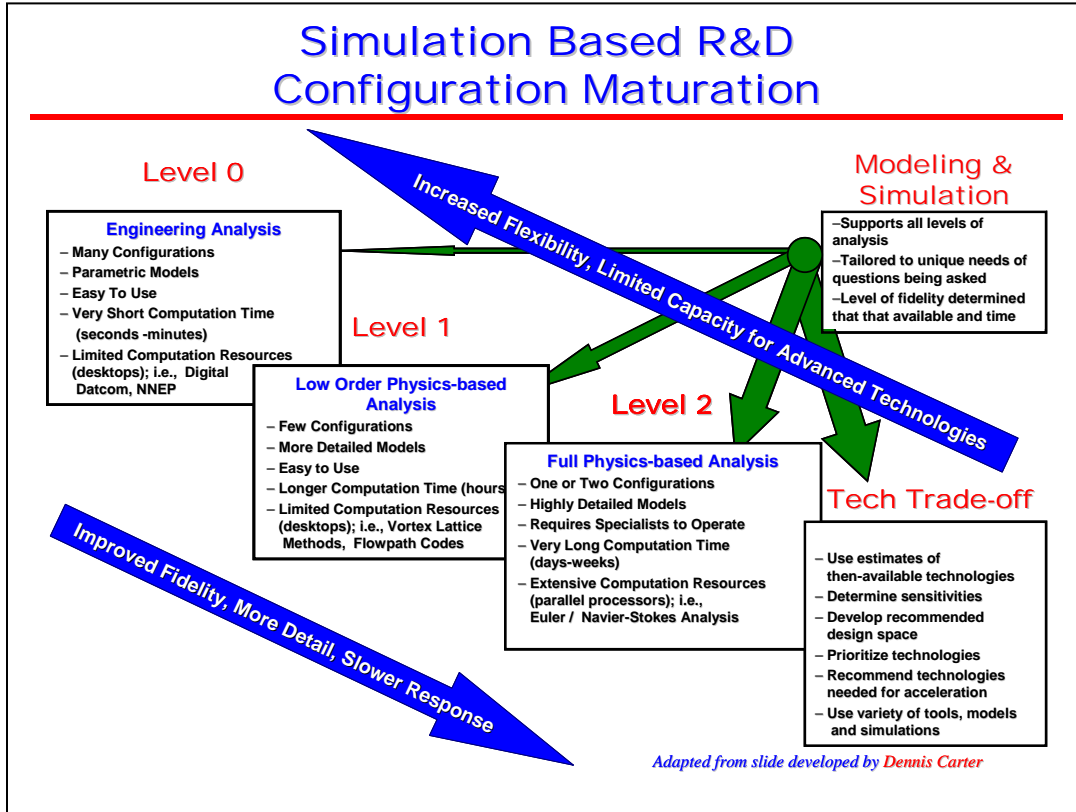 Simulation Based R&D
Configuration Maturation
Level 0
Engineering Analysis
– Many Configurations
– Parametric Models
– Easy To Use
– Very Short Computation Time
(seconds -minutes)
– Limited Computation Resources
(desktops); i.e., Digital
Datcom, NNEP
Increased Flexibility, Limited Capacity for Advanced Technologies
Modeling &
Simulation
–Supports all levels of
analysis
–Tailored to unique needs of
questions being asked
–Level of fidelity determined
that that available and time
Level 1
Low Order Physics-based
Analysis
– Few Configurations
– More Detailed Models
– Easy to Use
– Longer Computation Time (hours
– Limited Computation Resources
(desktops); i.e., Vortex Lattice
Methods, Flowpath Codes
Level 2
Full Physics-based Analysis
– One or Two Configurations
– Highly Detailed Models
– Requires Specialists to Operate
– Very Long Computation Time
(days-weeks)
– Extensive Computation Resources
(parallel processors); i.e.,
Euler / Navier-Stokes Analysis
Tech Trade-off
– Use estimates of
then-available technologies
– Determine sensitivities
– Develop recommended
design space
– Prioritize technologies
– Recommend technologies
needed for acceleration
– Use variety of tools, models
and simulations
Improved Fidelity, More Detail, Slower Response
Adapted from slide developed by Dennis Carter